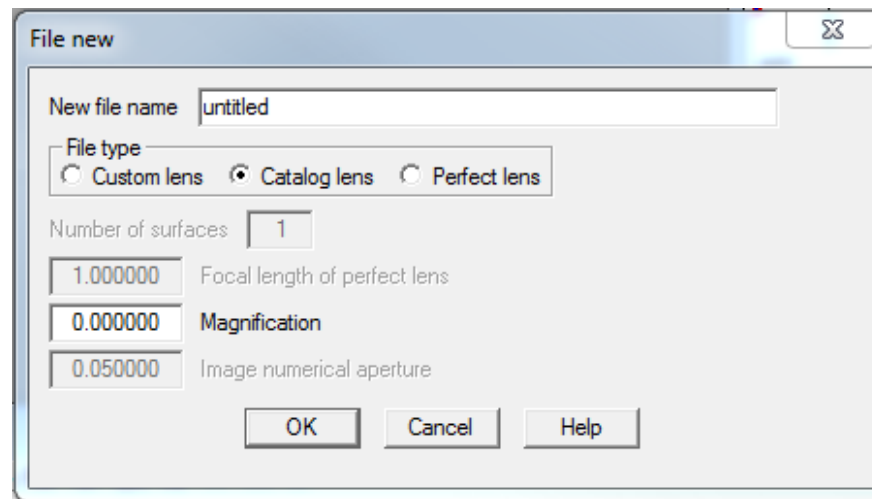 File new
New file name untitled
File type
Custom lens Catalog lens Perfect lens
Number of surfaces 1
1.000000 Focal length of perfect lens
0.000000 Magnification
0.050000 Image numerical aperture
OK Cancel Help